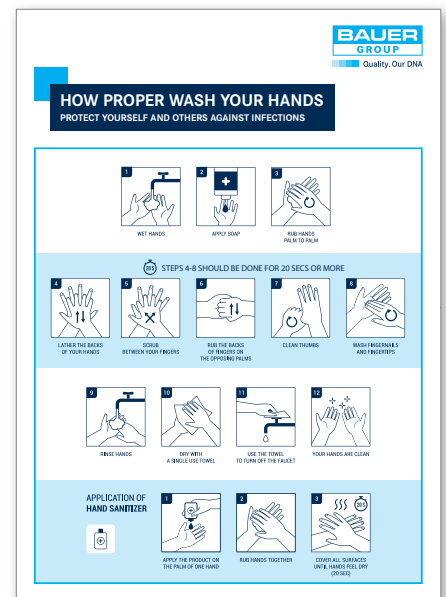 BAUER
GROUP
Quality. Our DNA
HOW PROPER WASH YOUR HANDS
PROTECT YOURSELF AND OTHERS AGAINST INFECTIONS
1
2
3
WET HANDS
APPLY SOAP
RUB HANDS
PALM TO PALM
20 S
STEPS 4-8 SHOULD BE DONE FOR 20 SECS OR MORE
4
5
6
7
8
LATHER THE BACKS
OF YOUR HANDS
SCRUB
BETWEEN YOUR FINGERS
RUB THE BACKS
OF FINGERS ON
THE OPPOSING PALMS
CLEAN THUMBS
WASH FINGERNAILS
AND FINGERTIPS
9
10
11
12
RINSE HANDS
DRY WITH
A SINGLE USE TOWEL
USE THE TOWEL
TO TURN OFF THE FAUCET
YOUR HANDS ARE CLEAN
APPLICATION OF
HAND SANITIZER
1
2
3
20 S
APPLY THE PRODUCT ON
THE PALM OF ONE HAND
RUB HANDS TOGETHER
COVER ALL SURFACES
UNTIL HANDS FEEL DRY
(20 SEC)